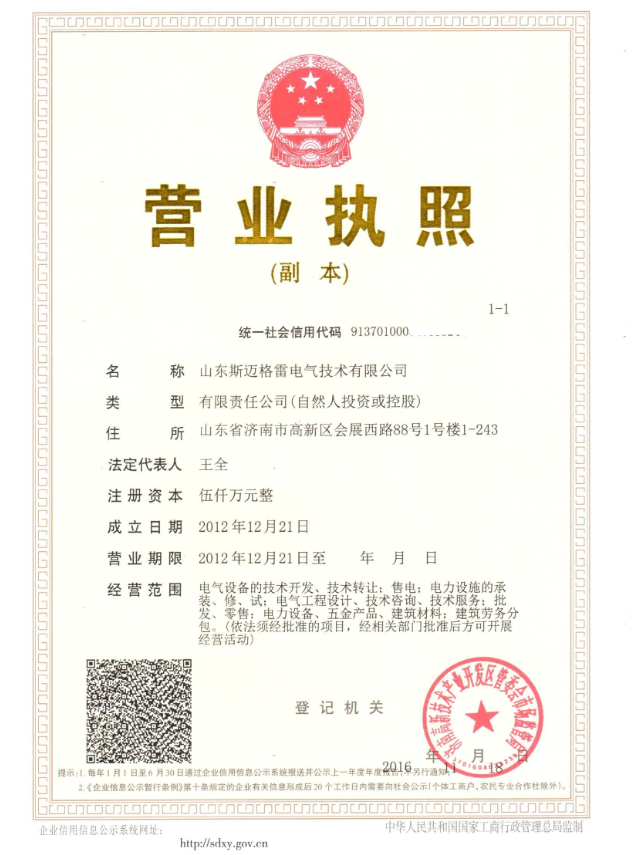 营业执照
(副 本)
1-1
统一社会信用代码 913701000
名 称 山东斯迈格雷电气技术有限公司
类 型 有限责任公司(自然人投资或控股)
住 所 山东省济南市高新区会展西路88号1号楼1-243
法定代表人 王全
注册资本 伍仟万元整
成立日期 2012年12月21日
营业期限 2012年12月21日至 年 月 日
经营范围 电气设备的技术开发、技术转让;售电;电力设施的承
装、修、试;电气工程设计、技术咨询、技术服务;批
发、零售:电力设备、五金产品、建筑材料;建筑劳务分
包。(依法须经批准的项目,经相关部门批准后方可开展
经营活动)
登记机关
2016 年 11 月 18 日
提示:1.每年1月1日至6月30日通过企业信用信息公示系统报送并公示上一年度年度报告,不另行通知。
2.《企业信息公示暂行条例》第十条规定的企业有关信息形成后20个工作日内需要向社会公示(个体工商户、农民专业合作社除外)。
企业信用信息公示系统网址:
http://sdxy.gov.cn
中华人民共和国国家工商行政管理总局监制